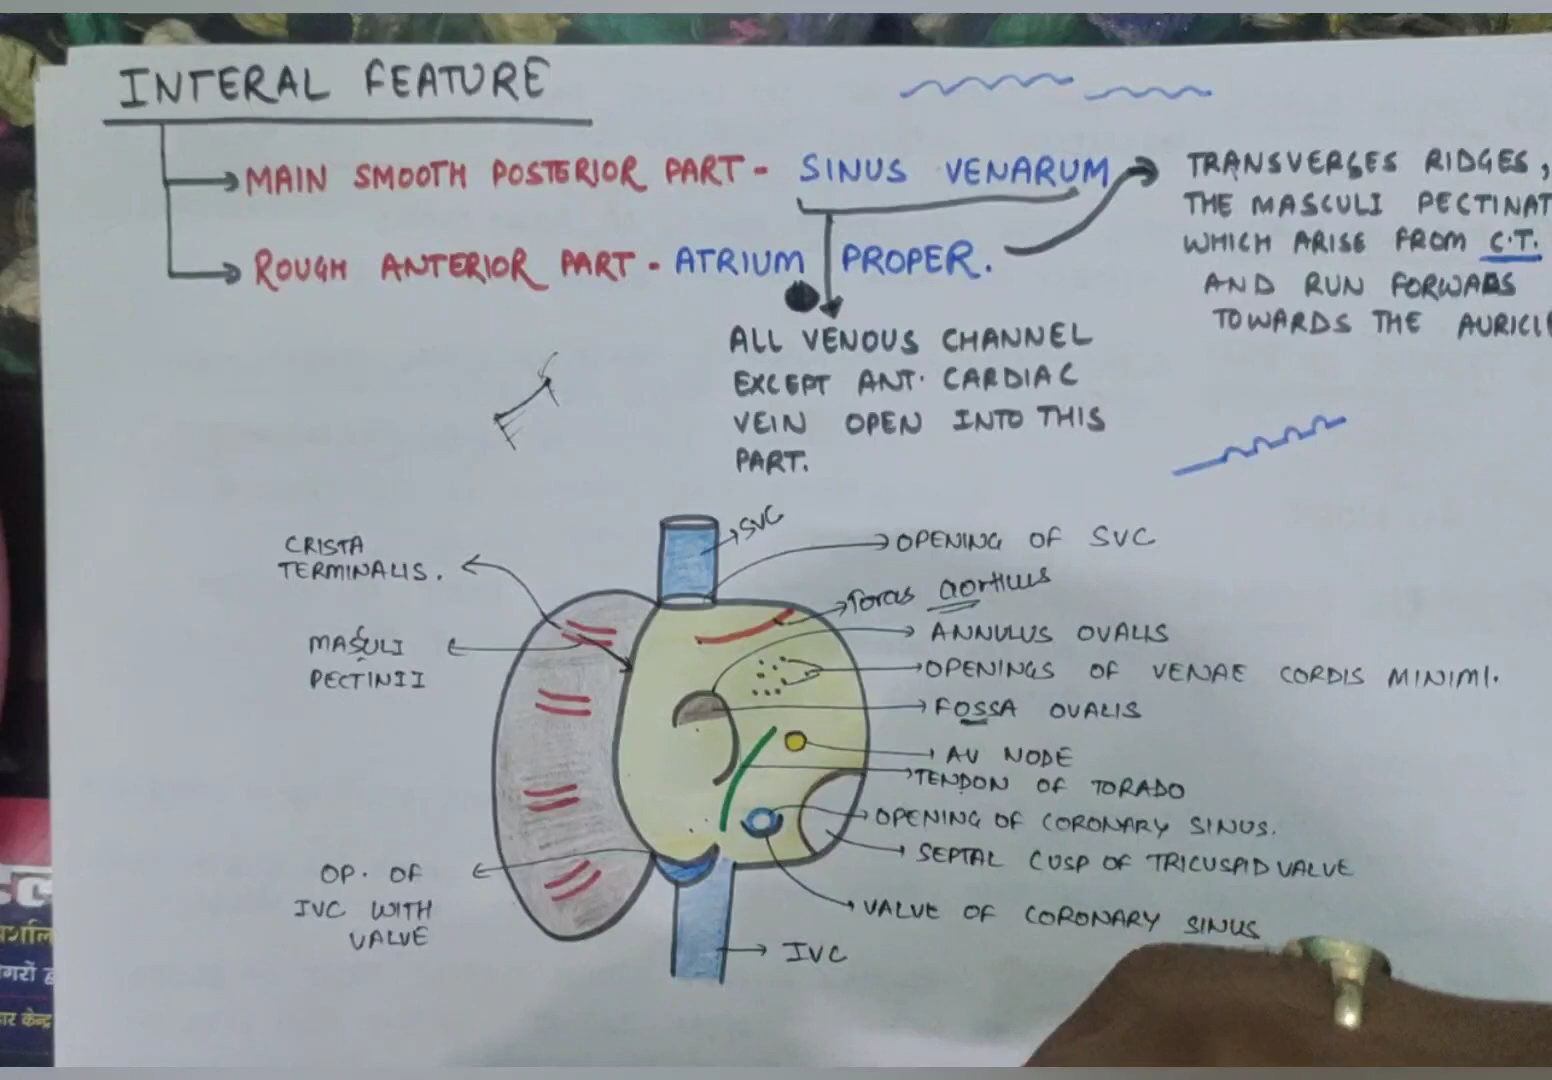 INTERAL FEATURE
MAIN SMOOTH POSTERIOR PART - SINUS VENARUM
ROUGH ANTERIOR PART - ATRIUM PROPER.
TRANSVERGES RIDGES,
THE MASCULI PECTINAT
WHICH ARISE FROM C.T.
AND RUN FORWARDS
TOWARDS THE AURICL
ALL VENOUS CHANNEL
EXCEPT ANT. CARDIAC
VEIN OPEN INTO THIS
PART.
SVC
OPENING OF SVC
CRISTA
TERMINALIS.
Torus aorticus
ANNULUS OVALIS
MASULI
PECTINII
OPENINGS OF VENAE CORDIS MINIMI.
FOSSA OVALIS
AV NODE
TENDON OF TORADO
OPENING OF CORONARY SINUS.
SEPTAL CUSP OF TRICUSPID VALVE
OP. OF
IVC WITH
VALVE
VALVE OF CORONARY SINUS
IVC